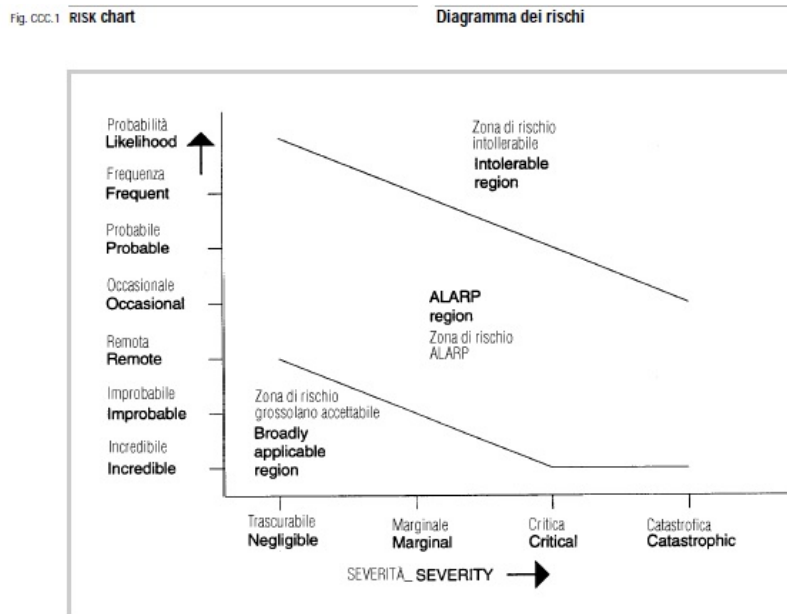 Fig. CCC.1 RISK chart
Diagramma dei rischi
Probabilità
Likelihood
Frequenza
Frequent
Probabile
Probable
Occasionale
Occasional
Remota
Remote
Improbabile
Improbable
Incredibile
Incredible
Zona di rischio
intollerabile
Intolerable
region
ALARP
region
Zona di rischio
ALARP
Zona di rischio
grossolano accettabile
Broadly
applicable
region
Trascurabile
Negligible
Marginale
Marginal
Critica
Critical
Catastrofica
Catastrophic
SEVERITÀ_ SEVERITY